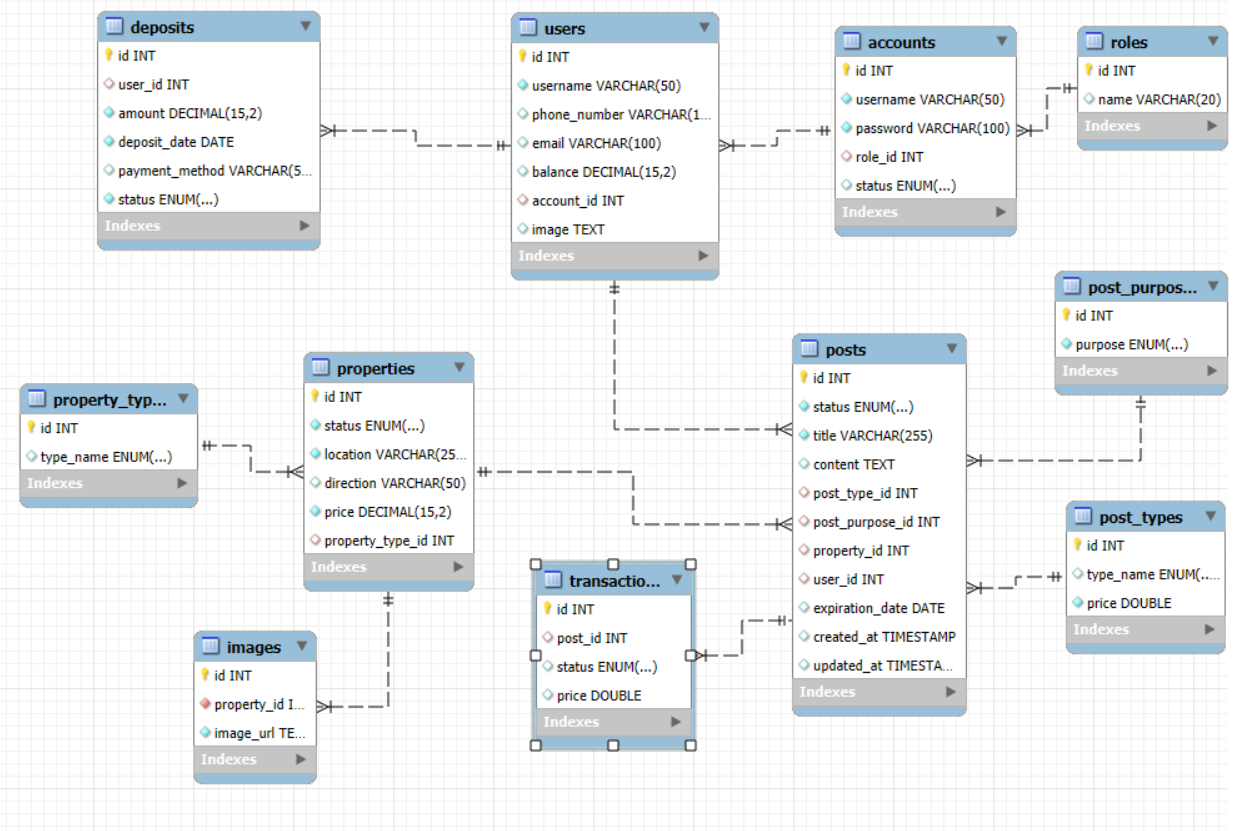 deposits
id INT
user_id INT
amount DECIMAL(15,2)
deposit_date DATE
payment_method VARCHAR(5...
status ENUM(...)
Indexes
users
id INT
username VARCHAR(50)
phone_number VARCHAR(1...
email VARCHAR(100)
balance DECIMAL(15,2)
account_id INT
image TEXT
Indexes
accounts
id INT
username VARCHAR(50)
password VARCHAR(100)
role_id INT
status ENUM(...)
Indexes
roles
id INT
name VARCHAR(20)
Indexes
post_purpos...
id INT
purpose ENUM(...)
Indexes
property_typ...
id INT
type_name ENUM(...)
Indexes
properties
id INT
status ENUM(...)
location VARCHAR(25...
direction VARCHAR(50)
price DECIMAL(15,2)
property_type_id INT
Indexes
posts
id INT
status ENUM(...)
title VARCHAR(255)
content TEXT
post_type_id INT
post_purpose_id INT
property_id INT
user_id INT
expiration_date DATE
created_at TIMESTAMP
updated_at TIMESTA...
Indexes
post_types
id INT
type_name ENUM(...
price DOUBLE
Indexes
transactio...
id INT
post_id INT
status ENUM(...)
price DOUBLE
Indexes
images
id INT
property_id I...
image_url TE...
Indexes